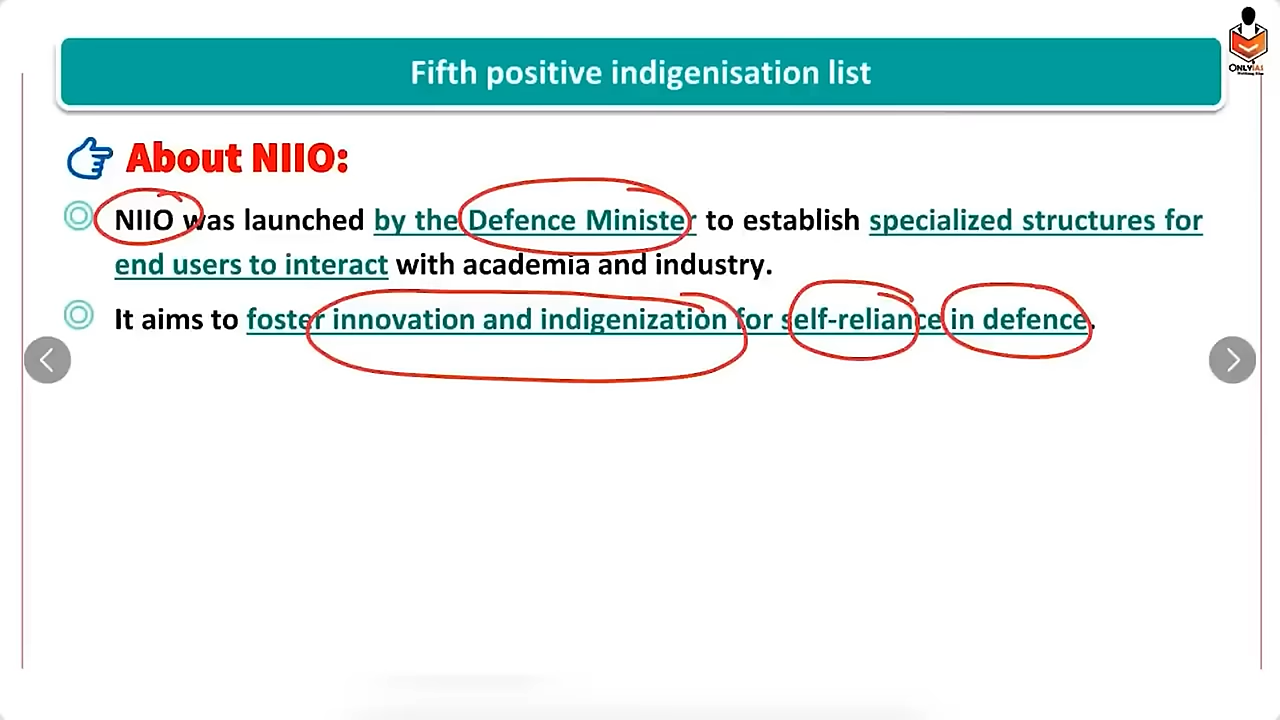 ONLYIAS
Fifth positive indigenisation list
About NIIO:
NIIO was launched by the Defence Minister to establish specialized structures for
end users to interact with academia and industry.
It aims to foster innovation and indigenization for self-reliance in defence.